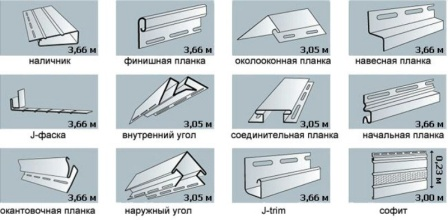 3,66 м
3,66 м
3,05 м
3,66 м
наличник
финишная планка
околооконная планка
навесная планка
3,66 м
3,05 м
3,05 м
3,66 м
J-фаска
внутренний угол
соединительная планка
начальная планка
3,66 м
3,05 м
3,66 м
0,23 м
3,00 м
окантовочная планка
наружный угол
J-trim
софит